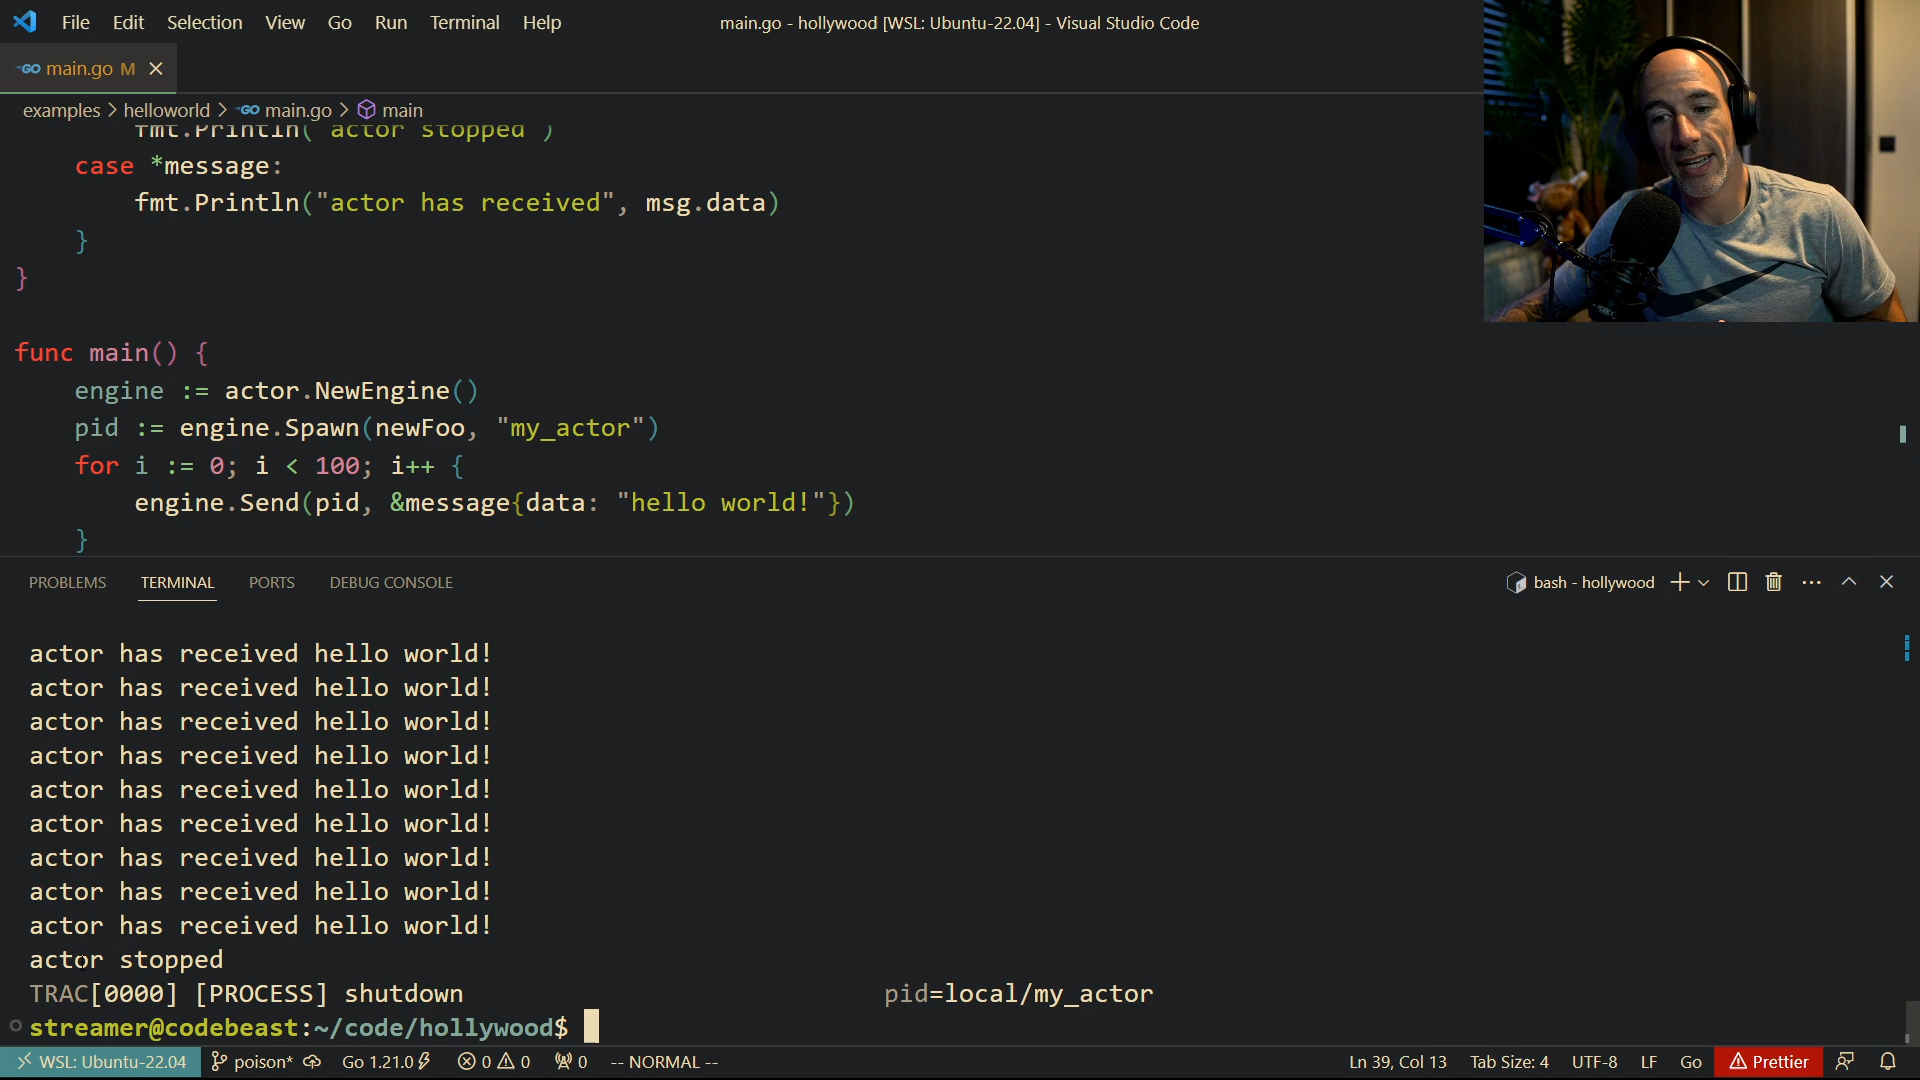 File Edit Selection View Go Run Terminal Help
main.go - hollywood [WSL: Ubuntu-22.04] - Visual Studio Code
GO main.go M
examples > helloworld > GO main.go > main
fmt.Println("actor stopped")
case *message:
fmt.Println("actor has received", msg.data)
}
}
func main() {
engine := actor.NewEngine()
pid := engine.Spawn(newFoo, "my_actor")
for i := 0; i < 100; i++ {
engine.Send(pid, &message{data: "hello world!"})
}
PROBLEMS TERMINAL PORTS DEBUG CONSOLE
bash - hollywood
actor has received hello world!
actor has received hello world!
actor has received hello world!
actor has received hello world!
actor has received hello world!
actor has received hello world!
actor has received hello world!
actor has received hello world!
actor has received hello world!
actor stopped
TRAC[0000] [PROCESS] shutdown pid=local/my_actor
streamer@codebeast:~/code/hollywood$
WSL: Ubuntu-22.04 poison* Go 1.21.0 0 0 0 -- NORMAL -- Ln 39, Col 13 Tab Size: 4 UTF-8 LF Go Prettier